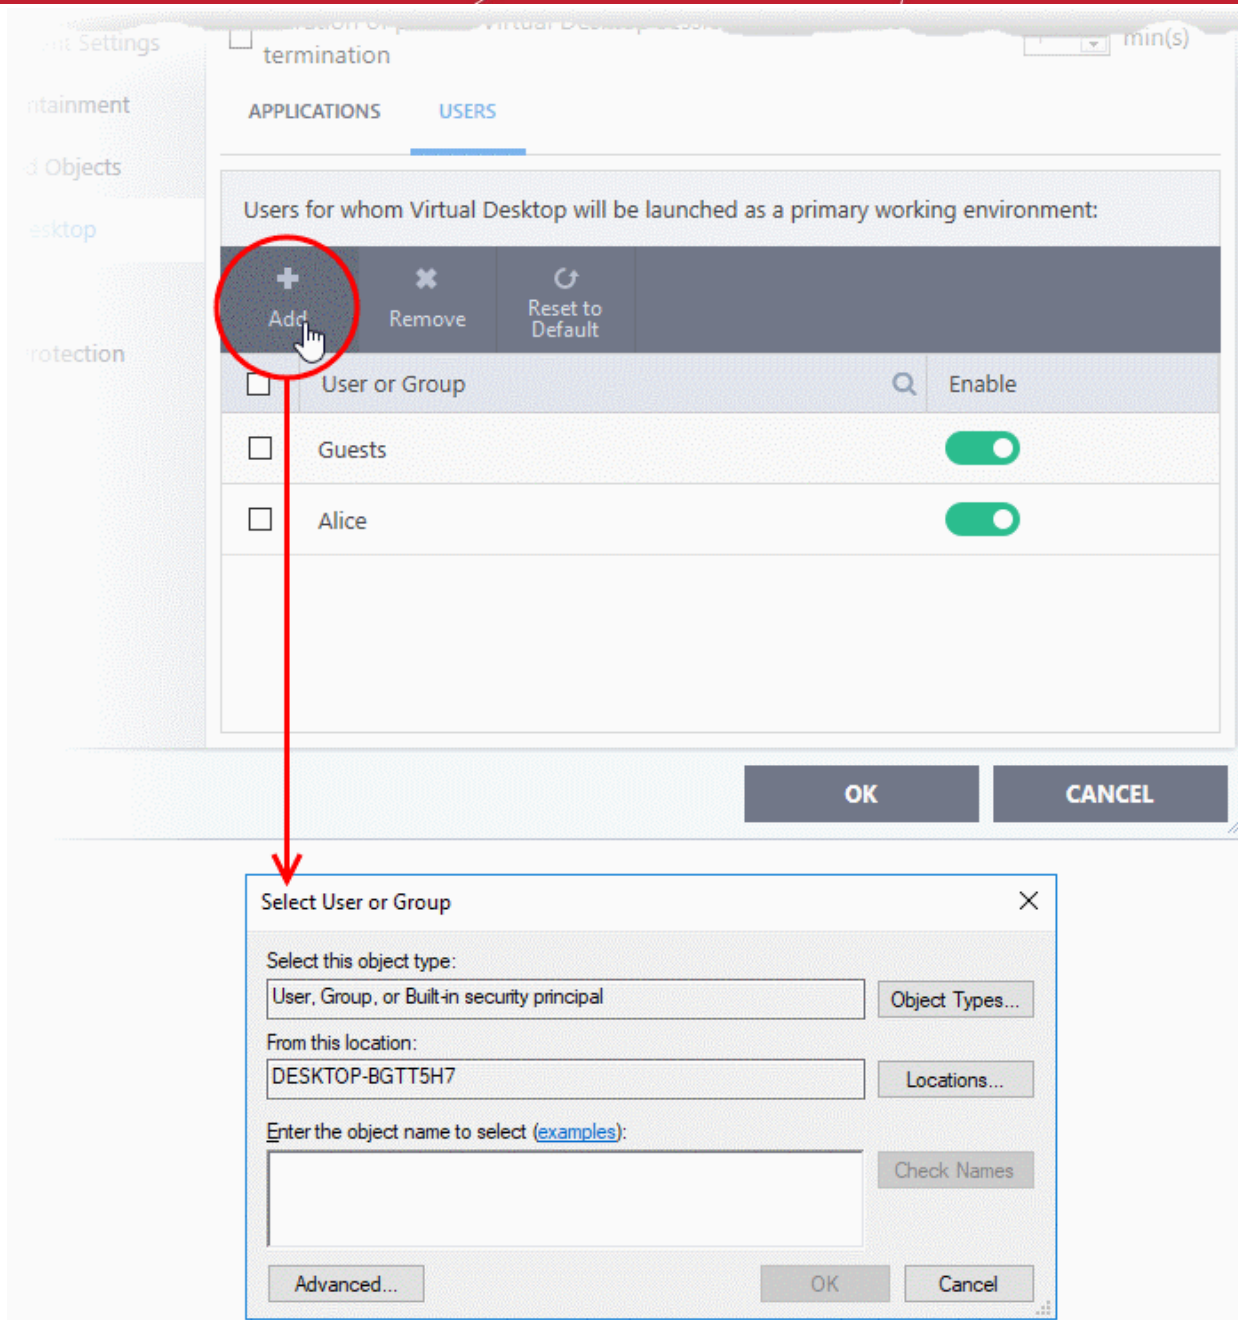 Settings
termination
min(s)
APPLICATIONS USERS
Objects
Users for whom Virtual Desktop will be launched as a primary working environment:
Add
Remove
Reset to
Default
User or Group
Enable
Guests
Alice
OK
CANCEL
Select User or Group
Select this object type:
User, Group, or Built-in security principal
Object Types...
From this location:
DESKTOP-BGTT5H7
Locations...
Enter the object name to select (examples):
Check Names
Advanced...
OK
Cancel